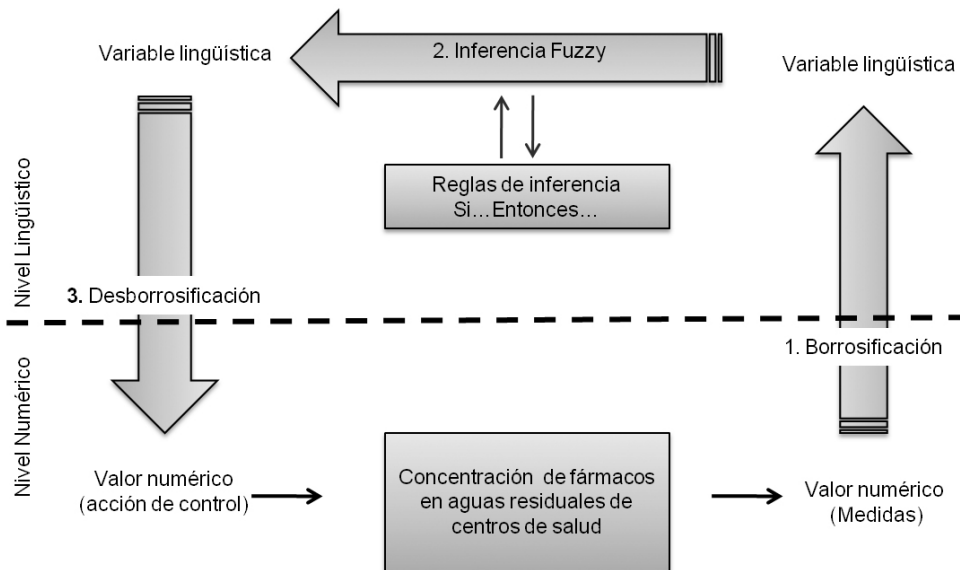 Variable lingüística
2. Inferencia Fuzzy
Variable lingüística
Reglas de inferencia
Si... Entonces...
Nivel Lingüístico
3. Desborrosificación
1. Borrosificación
Nivel Numérico
Valor numérico
(acción de control)
Concentración de fármacos
en aguas residuales de
centros de salud
Valor numérico
(Medidas)